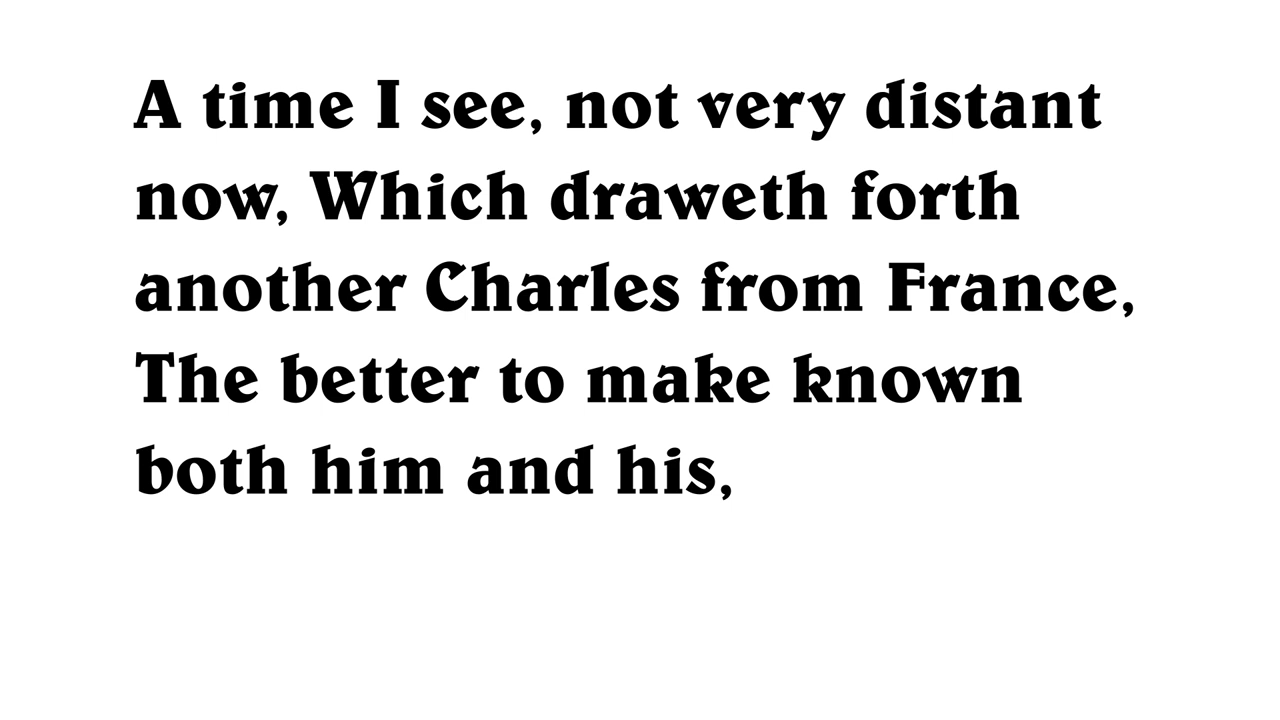 A time I see, not very distant
now, Which draweth forth
another Charles from France,
The better to make known
both him and his,